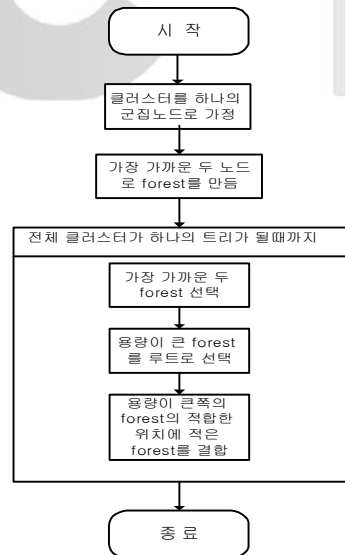 시 작
클러스터를 하나의
군집노드로 가정
가장 가까운 두 노드
로 forest를 만듬
전체 클러스터가 하나의 트리가 될때까지
가장 가까운 두
forest 선택
용량이 큰 forest
를 루트로 선택
용량이 큰쪽의
forest의 적합한
위치에 적은
forest를 결합
종 료